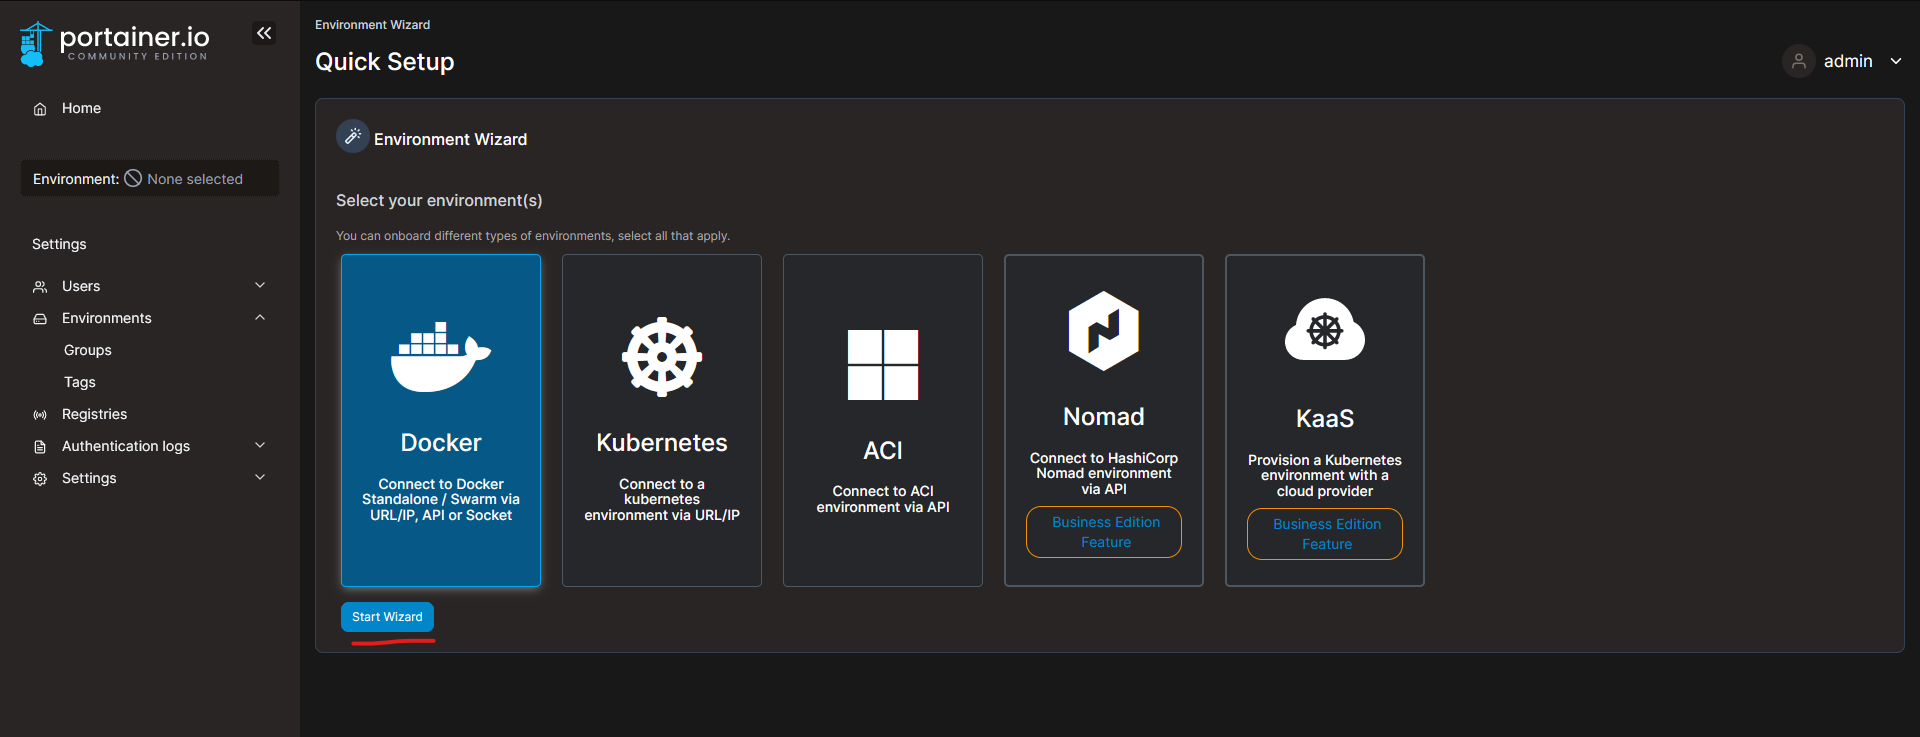 portainer.io
COMMUNITY EDITION
Home
Environment: None selected
Settings
Users
Environments
Groups
Tags
Registries
Authentication logs
Settings
Environment Wizard
Quick Setup
admin
Environment Wizard
Select your environment(s)
You can onboard different types of environments, select all that apply.
Docker
Connect to Docker
Standalone / Swarm via
URL/IP, API or Socket
Kubernetes
Connect to a
kubernetes
environment via URL/IP
ACI
Connect to ACI
environment via API
Nomad
Connect to HashiCorp
Nomad environment
via API
Business Edition
Feature
KaaS
Provision a Kubernetes
environment with a
cloud provider
Business Edition
Feature
Start Wizard